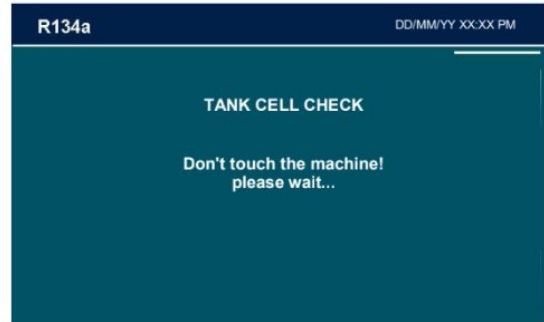 R134a
DD/MM/YY XX:XX PM
TANK CELL CHECK
Don't touch the machine!
please wait...